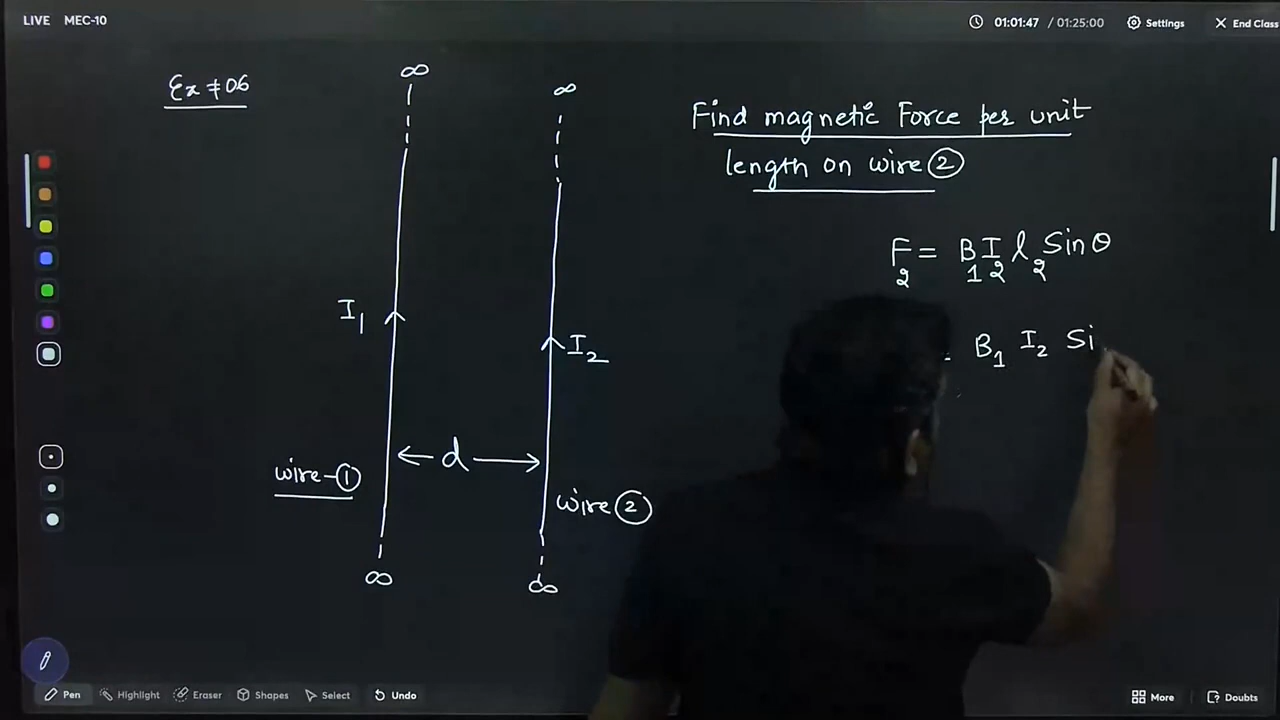 LIVE MEC-10
01:01:47 / 01:25:00
Settings
End Class
Ex ≠ 06
∞
∞
Find magnetic Force per unit
length on wire ②
F₂ = B₁ I₂ l₂ Sin θ
I₁
I₂
= B₁ I₂ Si
d
wire-①
wire ②
∞
∞
Pen Highlight Eraser Shapes Select Undo
More Doubts